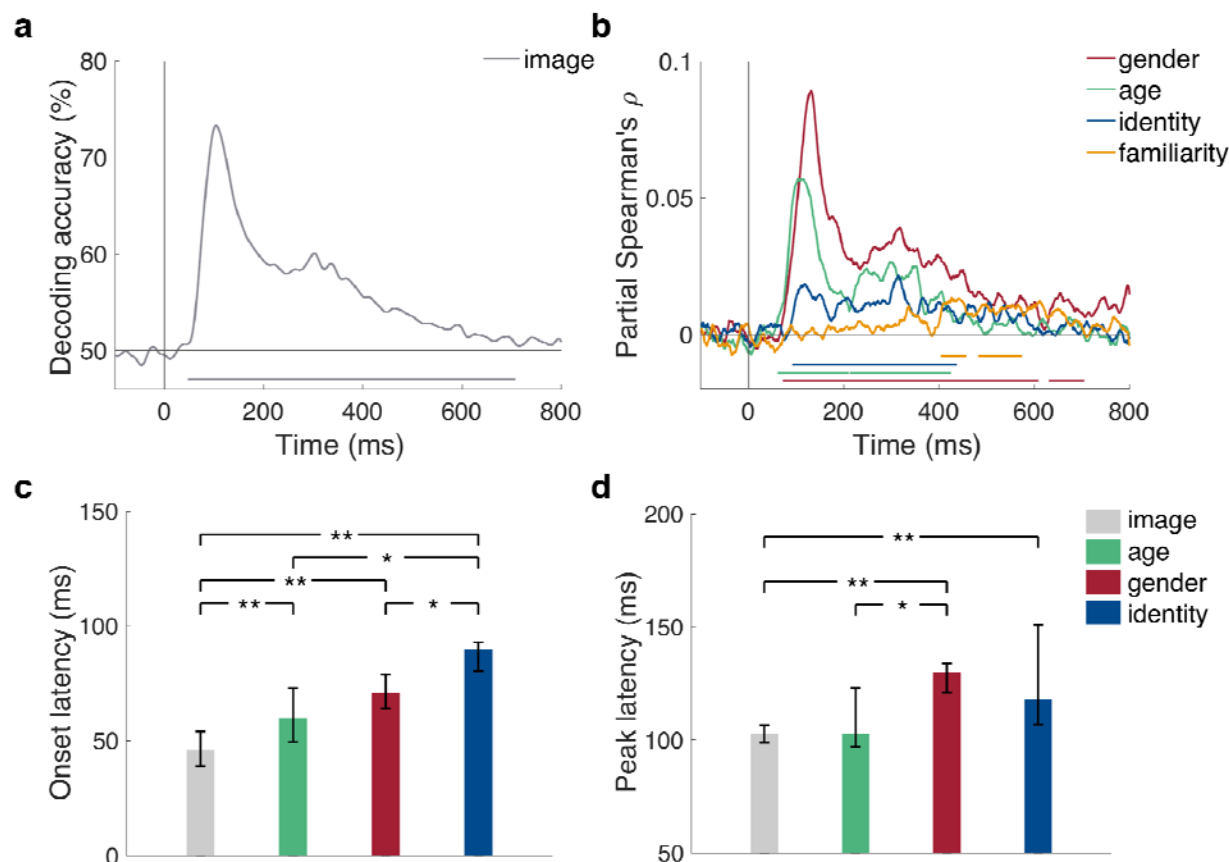 a
80
70
60
50
Decoding accuracy (%)
image
0 200 400 600 800
Time (ms)
b
0.1
0.05
0
Partial Spearman's ρ
gender
age
identity
familiarity
0 200 400 600 800
Time (ms)
c
150
100
50
0
Onset latency (ms)
**
*
**
** *
d
200
150
100
50
Peak latency (ms)
**
**
*
image
age
gender
identity